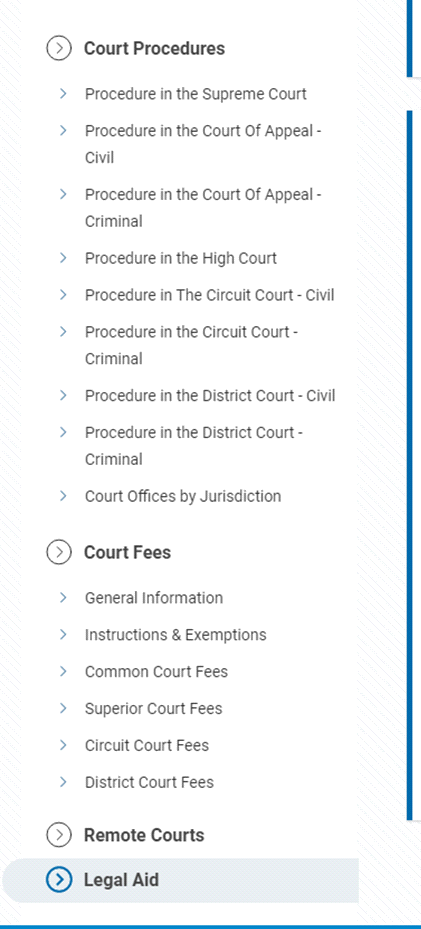 Court Procedures
Procedure in the Supreme Court
Procedure in the Court Of Appeal -
Civil
Procedure in the Court Of Appeal -
Criminal
Procedure in the High Court
Procedure in The Circuit Court - Civil
Procedure in the Circuit Court -
Criminal
Procedure in the District Court - Civil
Procedure in the District Court -
Criminal
Court Offices by Jurisdiction
Court Fees
General Information
Instructions & Exemptions
Common Court Fees
Superior Court Fees
Circuit Court Fees
District Court Fees
Remote Courts
Legal Aid